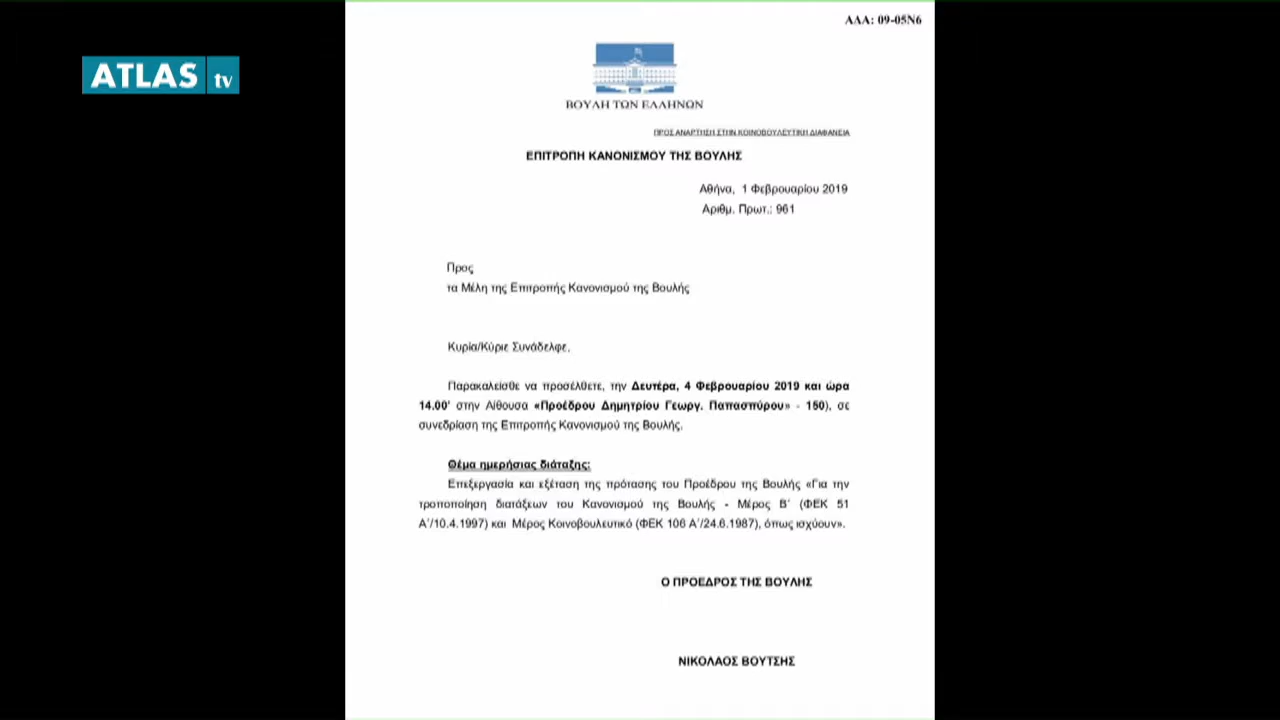 ΑΔΑ: 09-05Ν6
ATLAS tv
ΒΟΥΛΗ ΤΩΝ ΕΛΛΗΝΩΝ
ΠΡΟΣ ΑΝΑΡΤΗΣΗ ΣΤΗΝ ΚΟΙΝΟΒΟΥΛΕΥΤΙΚΗ ΔΙΑΦΑΝΕΙΑ
ΕΠΙΤΡΟΠΗ ΚΑΝΟΝΙΣΜΟΥ ΤΗΣ ΒΟΥΛΗΣ
Αθήνα, 1 Φεβρουαρίου 2019
Αριθμ. Πρωτ.: 961
Προς
τα Μέλη της Επιτροπής Κανονισμού της Βουλής
Κυρία/Κύριε Συνάδελφε,
Παρακαλείσθε να προσέλθετε, την Δευτέρα, 4 Φεβρουαρίου 2019 και ώρα
14.00' στην Αίθουσα «Προέδρου Δημητρίου Γεωργ. Παπασπύρου» - 150), σε
συνεδρίαση της Επιτροπής Κανονισμού της Βουλής.
Θέμα ημερήσιας διάταξης:
Επεξεργασία και εξέταση της πρότασης του Προέδρου της Βουλής «Για την
τροποποίηση διατάξεων του Κανονισμού της Βουλής - Μέρος Β΄ (ΦΕΚ 51
Α΄/10.4.1997) και Μέρος Κοινοβουλευτικό (ΦΕΚ 106 Α΄/24.6.1987), όπως ισχύουν».
Ο ΠΡΟΕΔΡΟΣ ΤΗΣ ΒΟΥΛΗΣ
ΝΙΚΟΛΑΟΣ ΒΟΥΤΣΗΣ